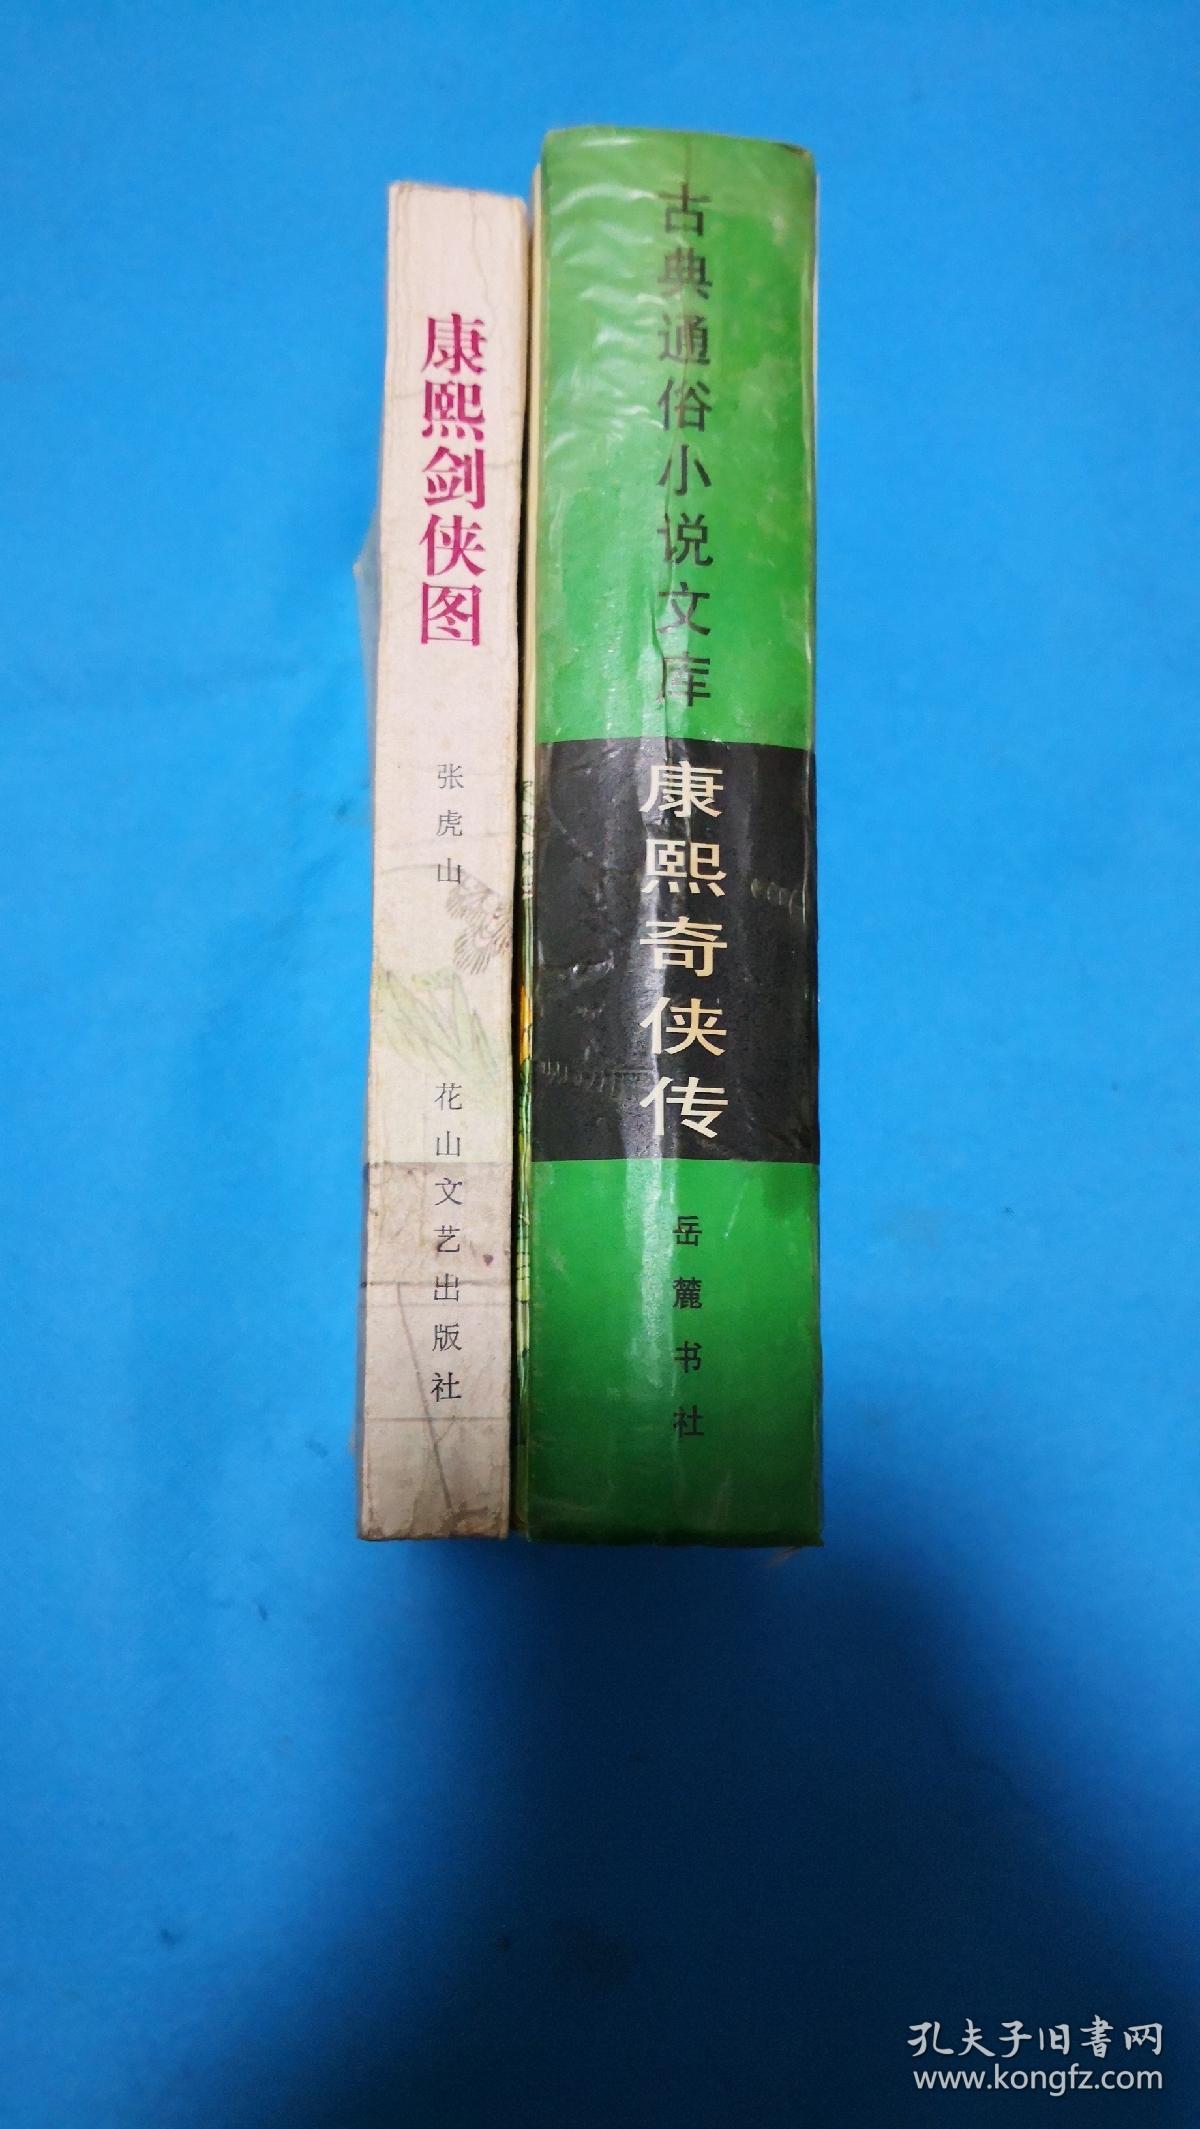 康熙剑侠图
张虎山
花山文艺出版社
古典通俗小说文库
康熙奇侠传
岳麓书社
孔夫子旧書网
www.kongfz.com